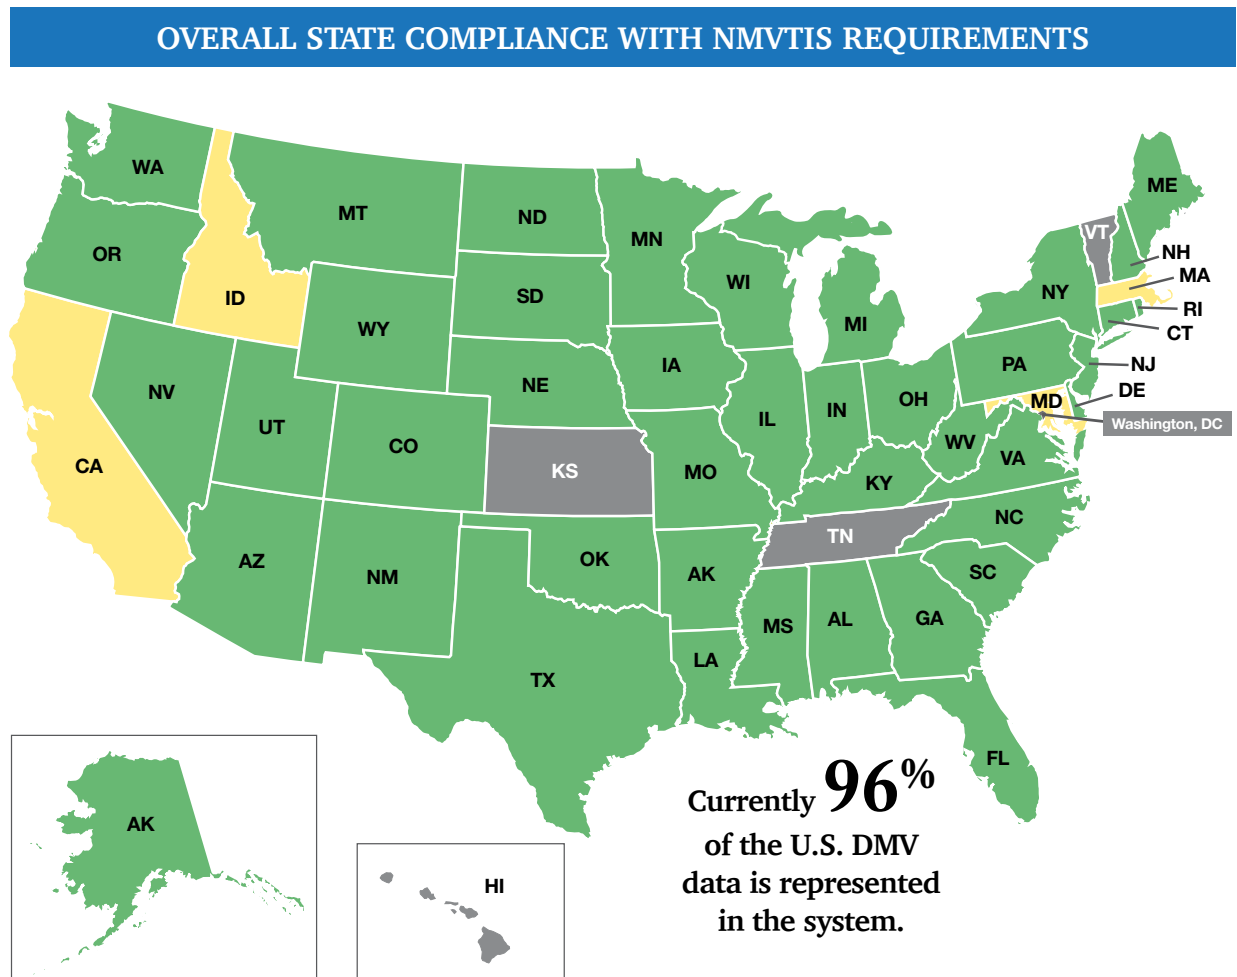 OVERALL STATE COMPLIANCE WITH NMVTIS REQUIREMENTS
WA
MT
ND
MN
ME
OR
ID
SD
WI
VT
NH
MA
WY
MI
NY
RI
CT
NV
UT
NE
IA
PA
NJ
DE
CO
IL
IN
OH
MD
Washington, DC
CA
KS
MO
WV
VA
KY
AZ
NM
OK
AK
TN
NC
SC
TX
LA
MS
AL
GA
FL
AK
HI
Currently 96%
of the U.S. DMV
data is represented
in the system.